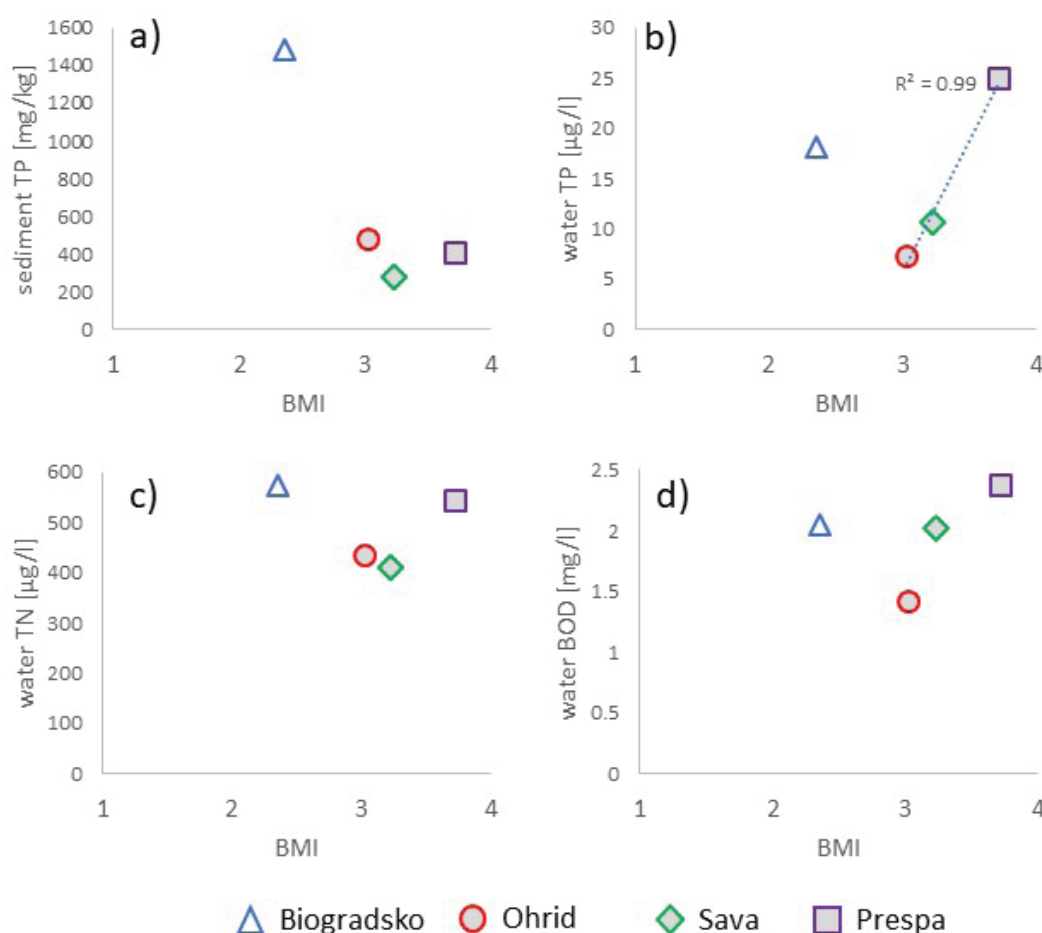 a)
sediment TP [mg/kg]
1600
1400
1200
1000
800
600
400
200
0
1 2 3 4
BMI
b)
water TP [µg/l]
30
25
20
15
10
5
0
R² = 0.99
1 2 3 4
BMI
c)
water TN [µg/l]
600
500
400
300
200
100
0
1 2 3 4
BMI
d)
water BOD [mg/l]
2.5
2
1.5
1
0.5
0
1 2 3 4
BMI
Biogradsko Ohrid Sava Prespa